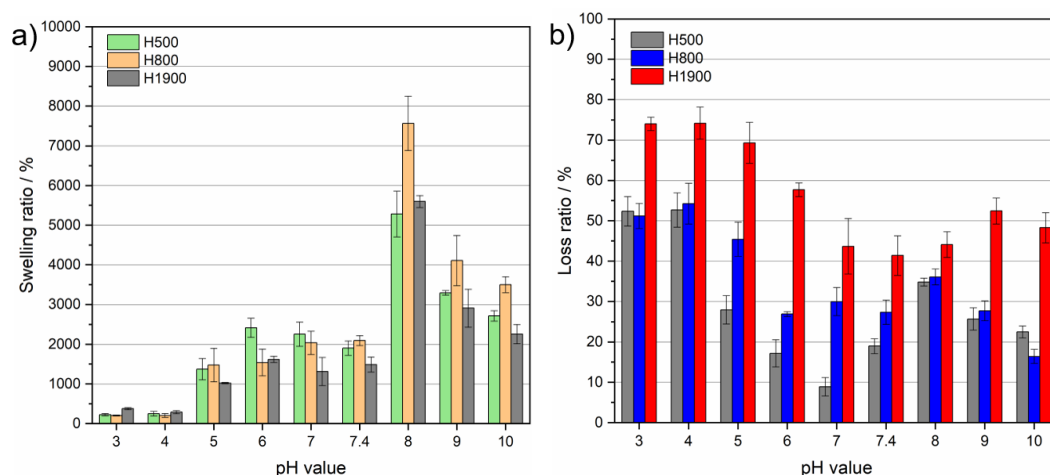 a)
H500
H800
H1900
Swelling ratio / %
10000
9000
8000
7000
6000
5000
4000
3000
2000
1000
0
3 4 5 6 7 7.4 8 9 10
pH value
b)
H500
H800
H1900
Loss ratio / %
100
90
80
70
60
50
40
30
20
10
0
3 4 5 6 7 7.4 8 9 10
pH value